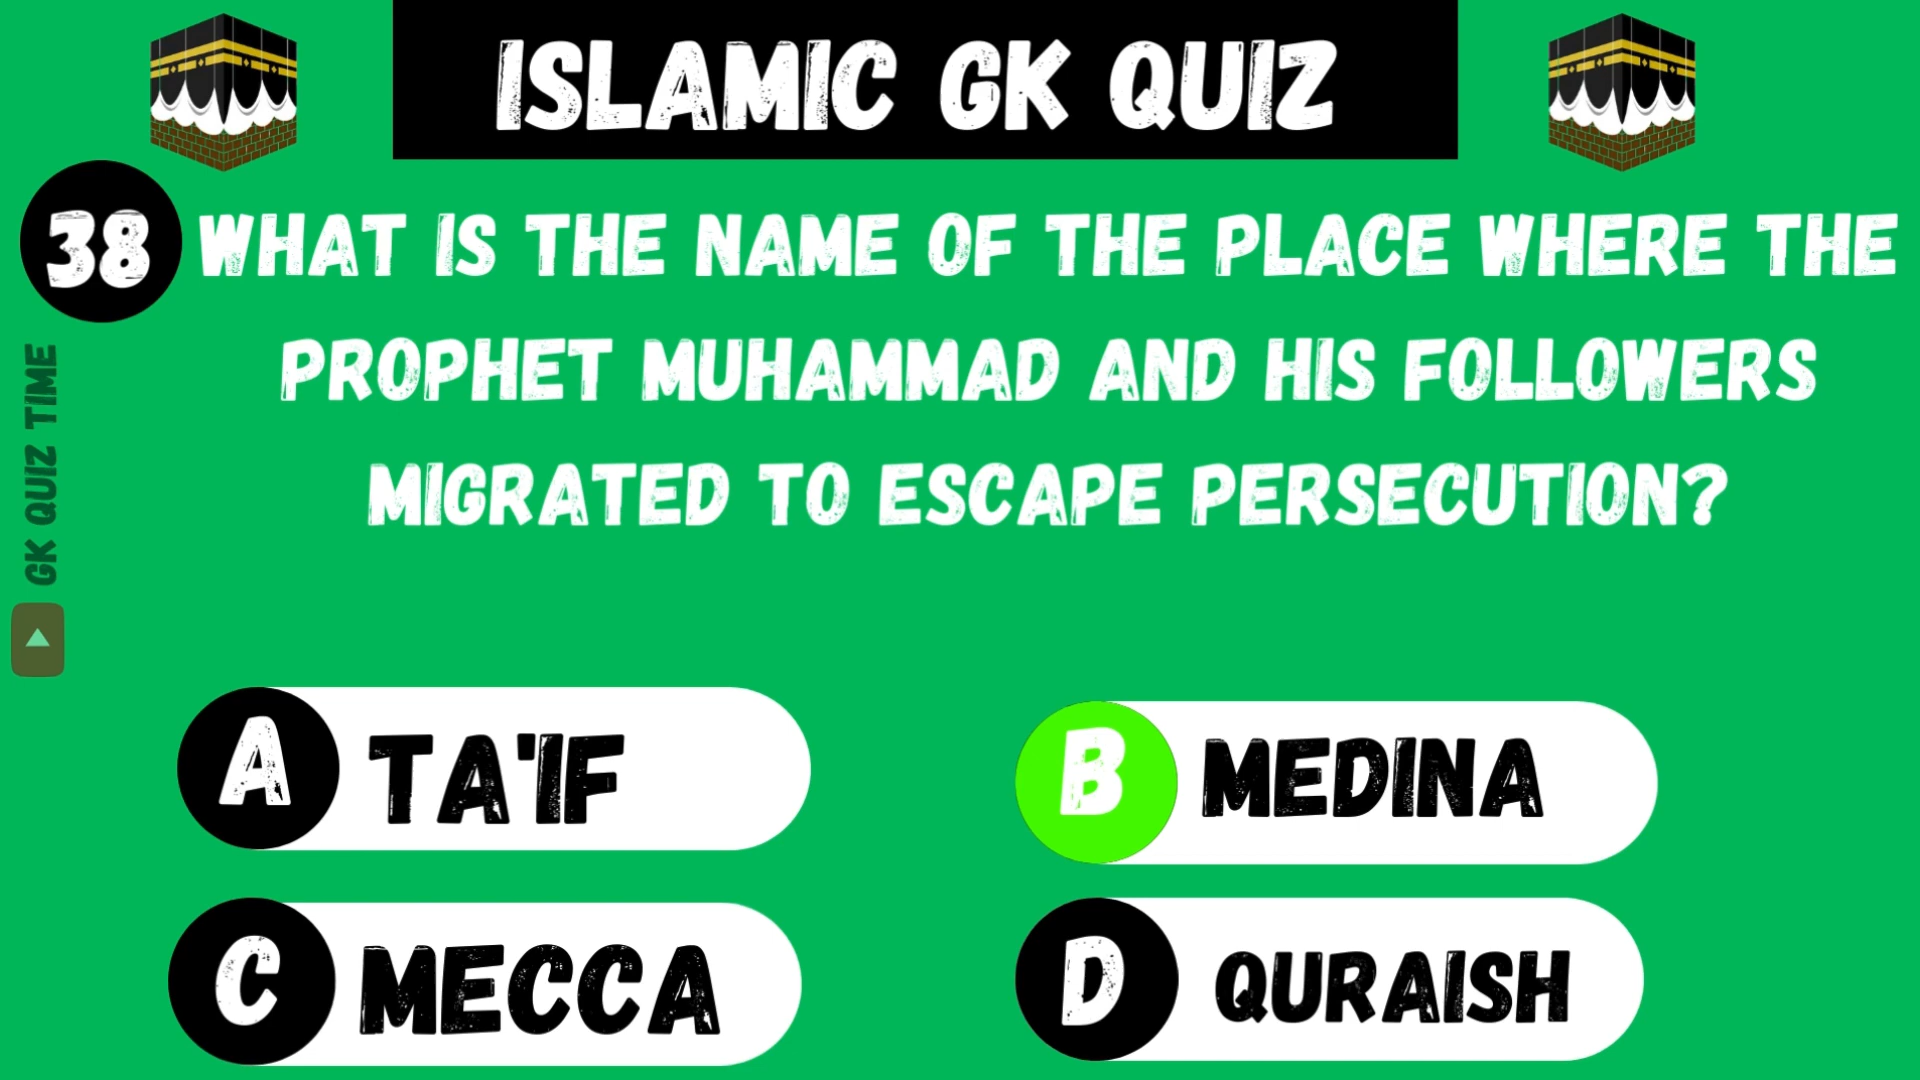 ISLAMIC GK QUIZ
38
WHAT IS THE NAME OF THE PLACE WHERE THE
PROPHET MUHAMMAD AND HIS FOLLOWERS
MIGRATED TO ESCAPE PERSECUTION?
GK QUIZ TIME
A TA'IF
B MEDINA
C MECCA
D QURAISH